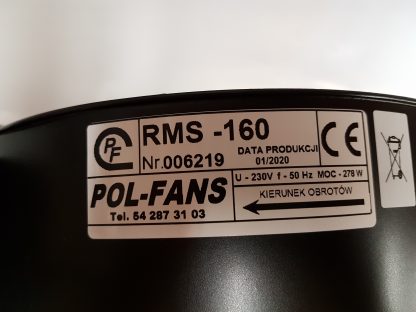 PF
RMS -160
Nr.006219
DATA PRODUKCJI
01/2020
CE
POL-FANS
Tel. 54 287 31 03
U - 230V f - 50 Hz MOC - 278 W
KIERUNEK OBROTÓW